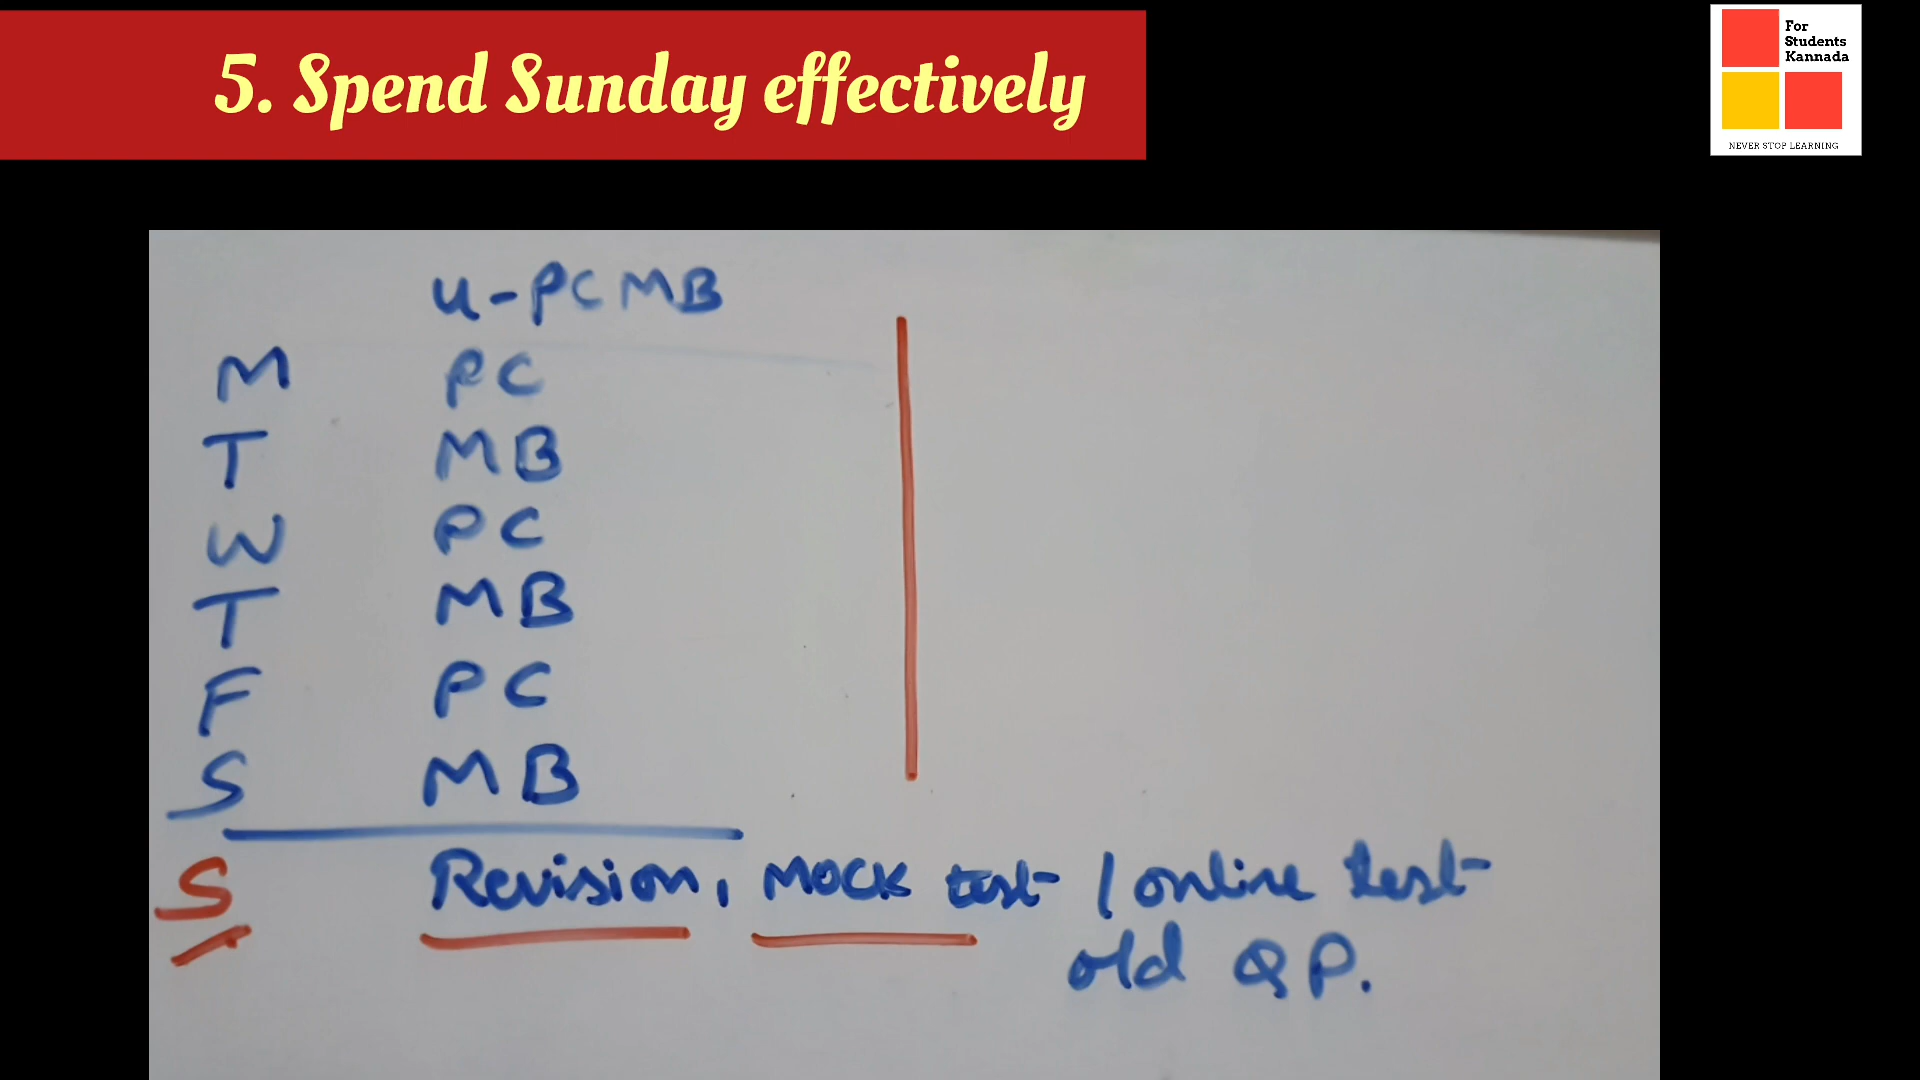 5. Spend Sunday effectively
For
Students
Kannada
NEVER STOP LEARNING
u-PCMB
M PC
T MB
W PC
T MB
F PC
S MB
S Revision, MOCK test / online test
old QP.